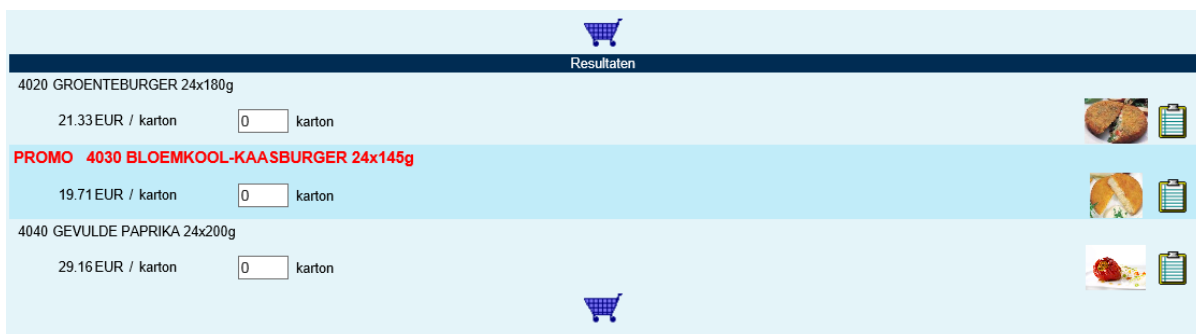 Resultaten
4020 GROENTEBURGER 24x180g
21.33 EUR / karton 0 karton
PROMO 4030 BLOEMKOOL-KAASBURGER 24x145g
19.71 EUR / karton 0 karton
4040 GEVULDE PAPRIKA 24x200g
29.16 EUR / karton 0 karton